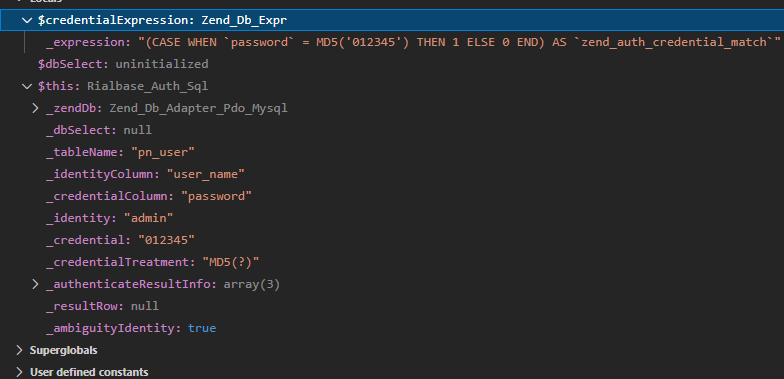 $credentialExpression: Zend_Db_Expr
_expression: "(CASE WHEN `password` = MD5('012345') THEN 1 ELSE 0 END) AS `zend_auth_credential_match`"
$dbSelect: uninitialized
$this: Rialbase_Auth_Sql
_zendDb: Zend_Db_Adapter_Pdo_Mysql
_dbSelect: null
_tableName: "pn_user"
_identityColumn: "user_name"
_credentialColumn: "password"
_identity: "admin"
_credential: "012345"
_credentialTreatment: "MD5(?)"
_authenticateResultInfo: array(3)
_resultRow: null
_ambiguityIdentity: true
Superglobals
User defined constants